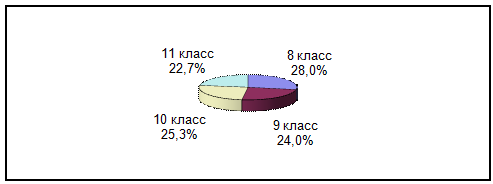 11 класс
22,7%
8 класс
28,0%
10 класс
25,3%
9 класс
24,0%